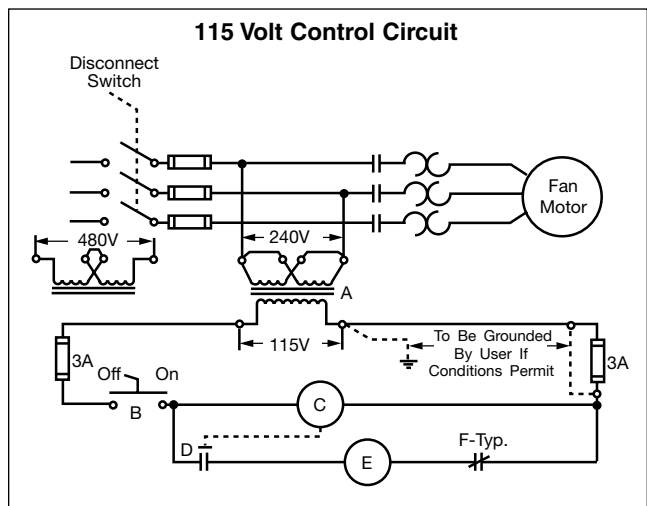 115 Volt Control Circuit
Disconnect
Switch
Fan
Motor
480V
240V
A
115V
To Be Grounded
By User If
Conditions Permit
3A
3A
Off
On
B
C
D
E
F-Typ.